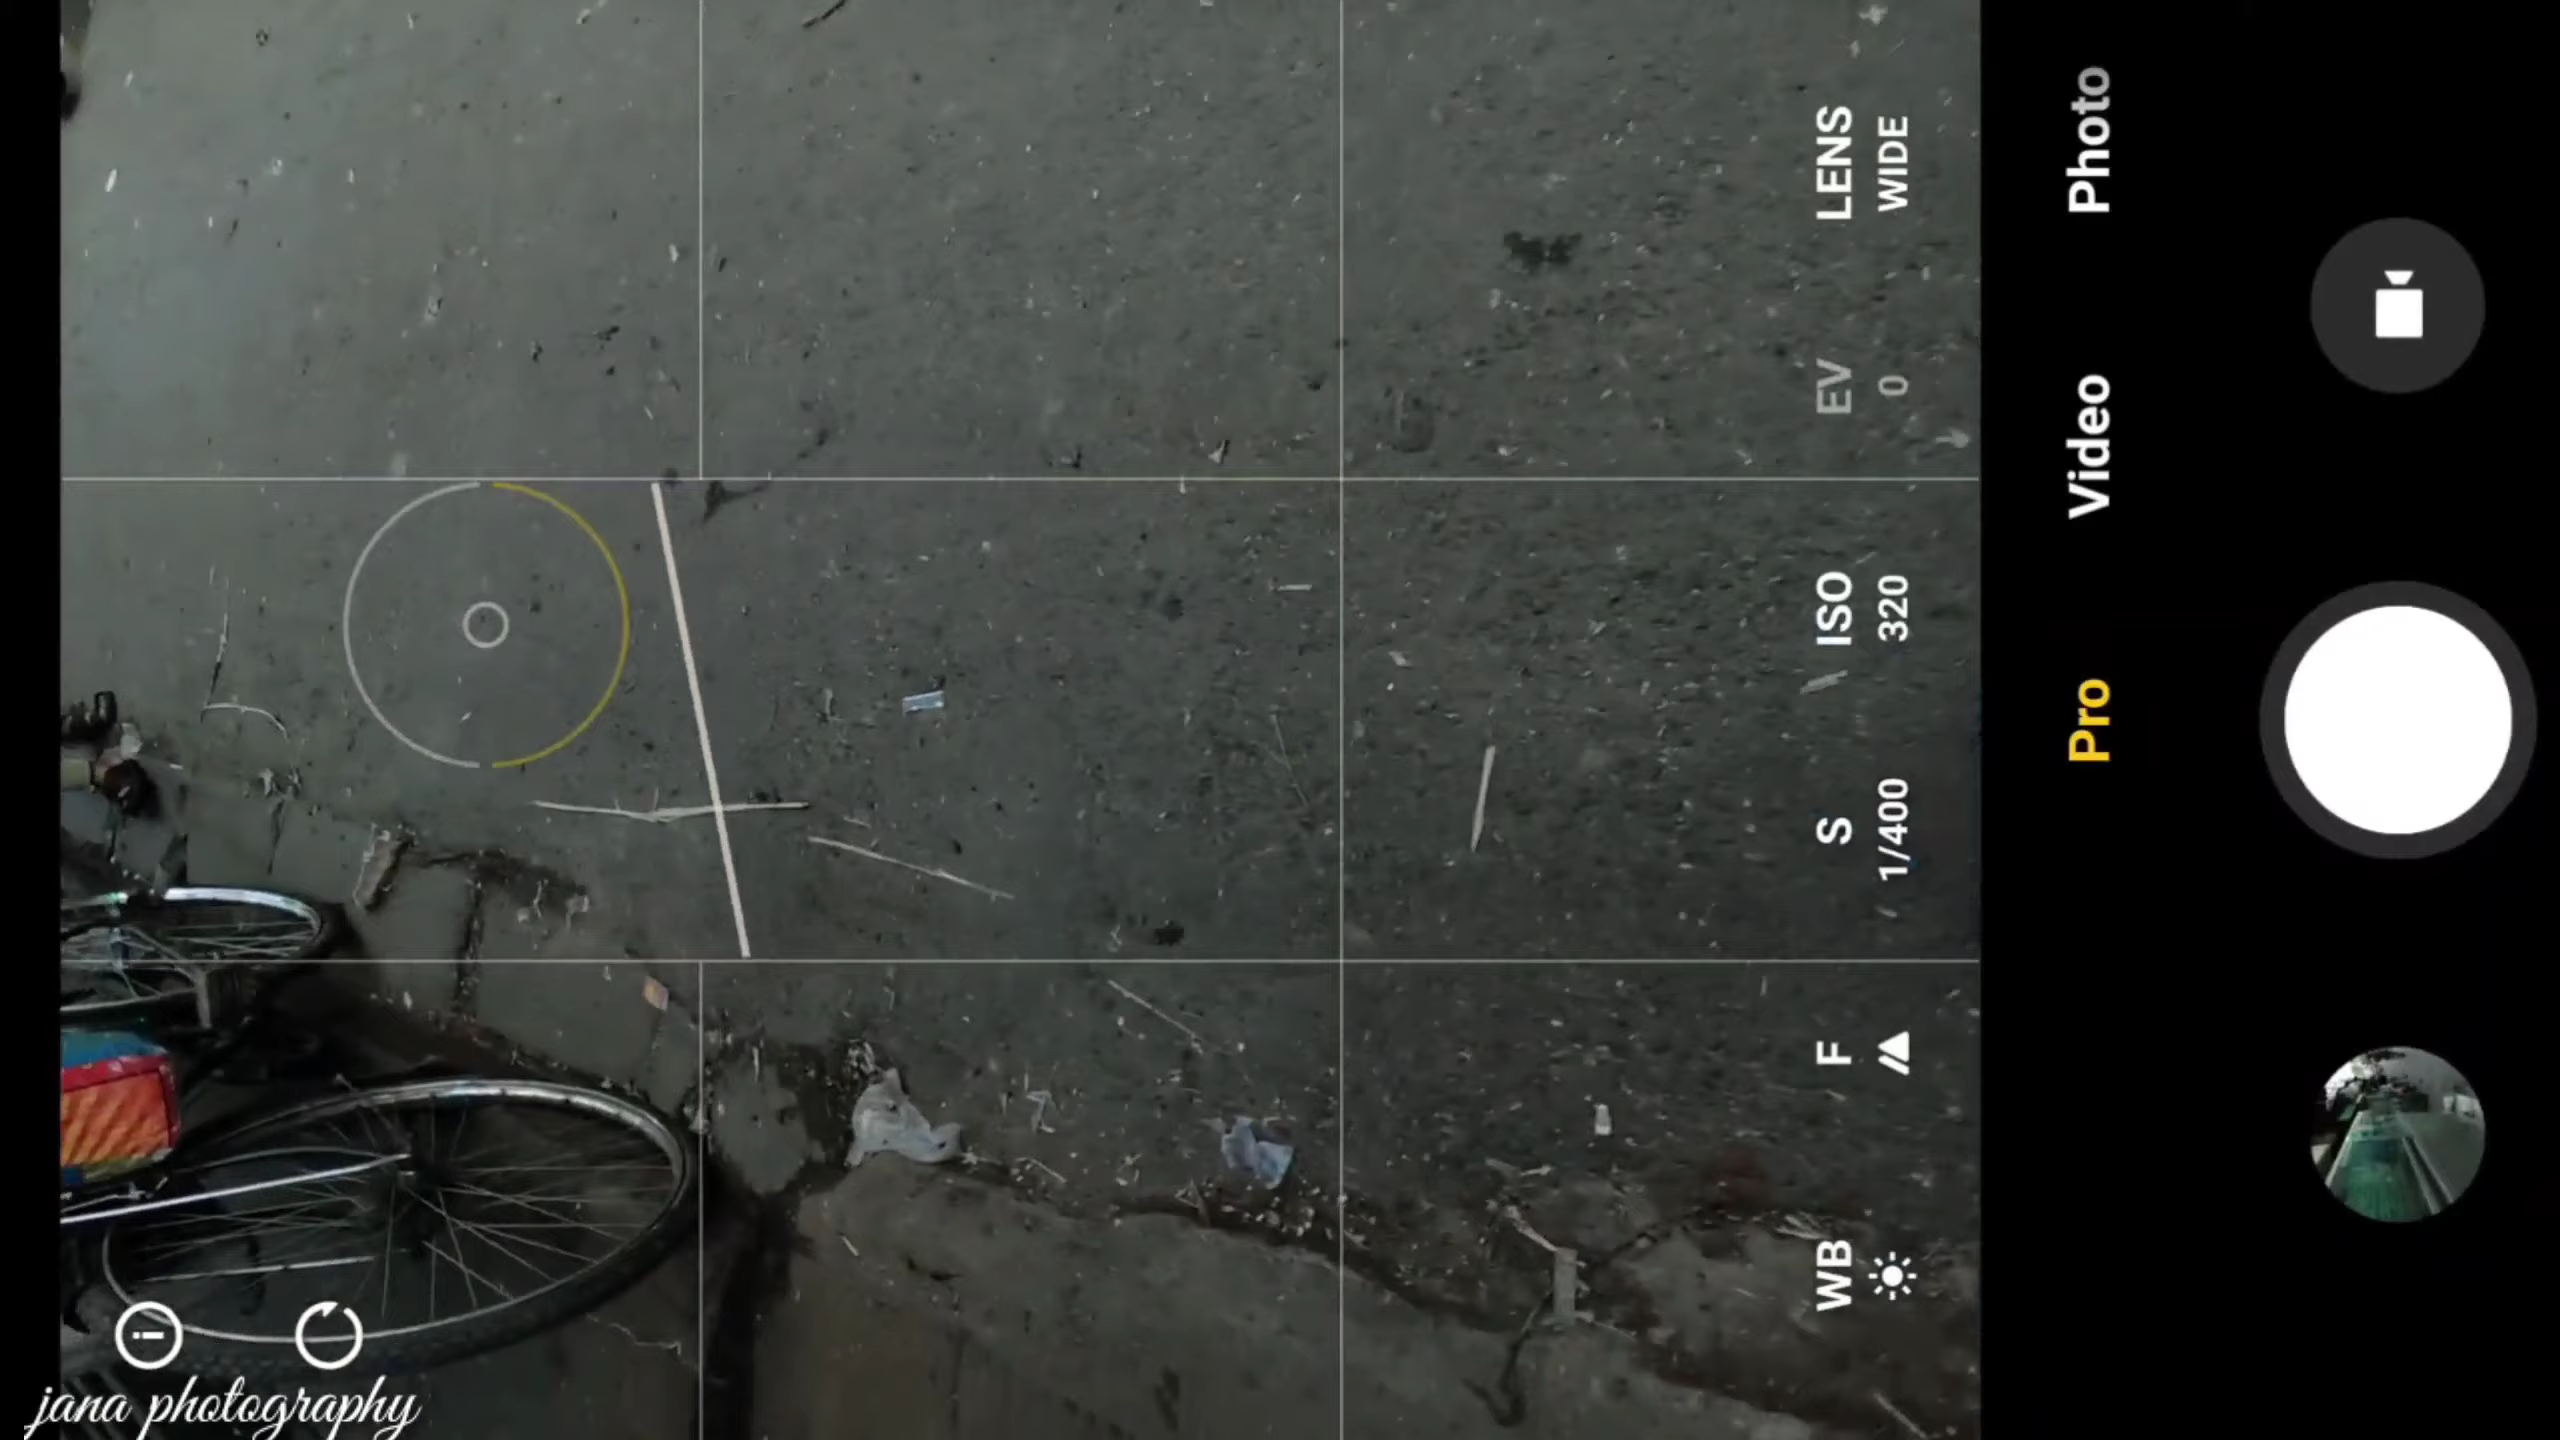 Photo
Video
Pro
LENS
WIDE
EV
0
ISO
320
S
1/400
F
WB
jana photography